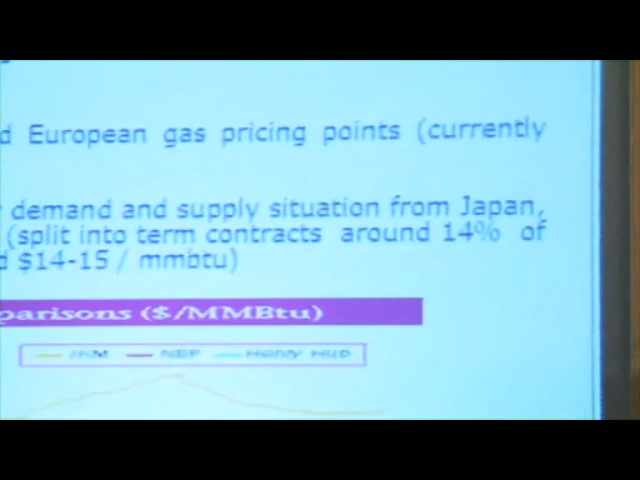 d European gas pricing points (currently
demand and supply situation from Japan,
(split into term contracts around 14% of
d $14-15 / mmbtu)
parisons ($/MMBtu)
JKM NBP Henry Hub